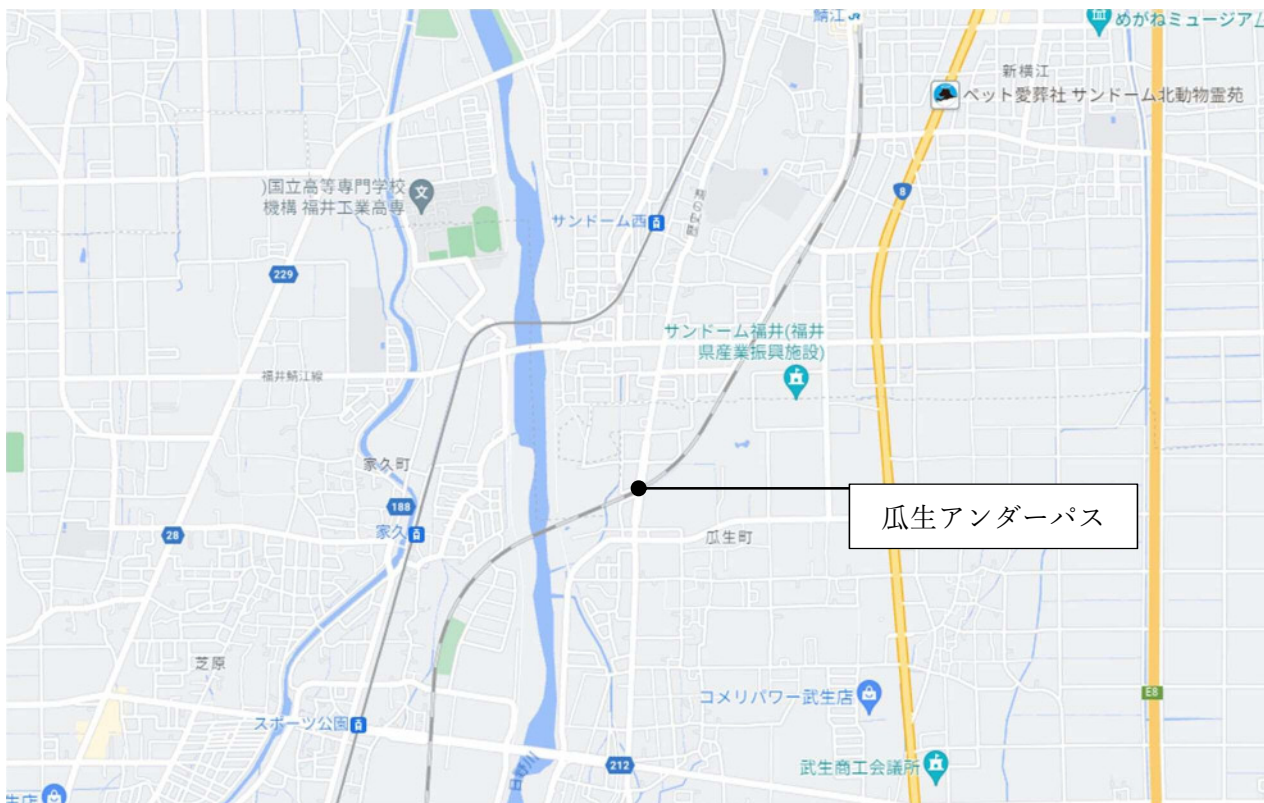 鯖江
めがねミュージアム
新横江
ペット愛葬社 サンドーム北動物霊苑
)国立高等専門学校
機構 福井工業高専
8
サンドーム西
229
サンドーム福井(福井
県産業振興施設)
福井鯖江線
家久町
188
瓜生アンダーパス
28
家久
瓜生町
芝原
コメリパワー武生店
E8
スポーツ公園
212
日野川
武生商工会議所
生店